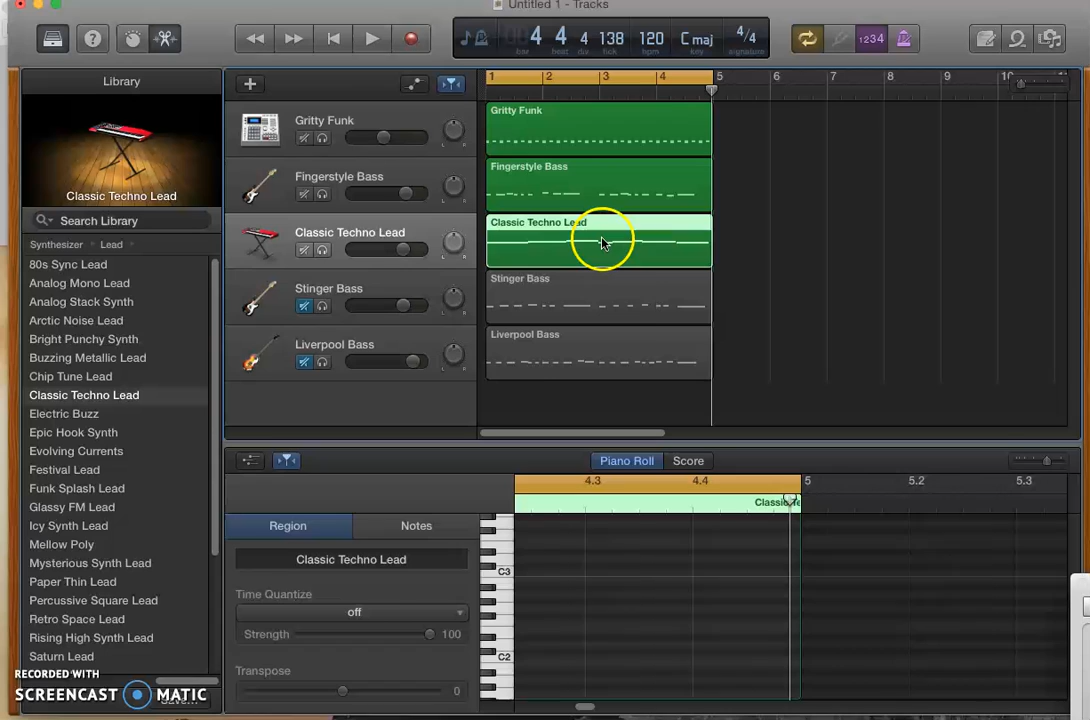 Untitled 1 - Tracks
4 4 138 120 C maj 4/4
bar beat div tick bpm key signature
1234
Library
1 2 3 4 5 6 7 8 9 10
Classic Techno Lead
Search Library
Synthesizer Lead
80s Sync Lead
Analog Mono Lead
Analog Stack Synth
Arctic Noise Lead
Bright Punchy Synth
Buzzing Metallic Lead
Chip Tune Lead
Classic Techno Lead
Electric Buzz
Epic Hook Synth
Evolving Currents
Festival Lead
Funk Splash Lead
Glassy FM Lead
Icy Synth Lead
Mellow Poly
Mysterious Synth Lead
Paper Thin Lead
Percussive Square Lead
Retro Space Lead
Rising High Synth Lead
Saturn Lead
RECORDED WITH
SCREENCAST MATIC
Gritty Funk
L R
Fingerstyle Bass
L R
Classic Techno Lead
L R
Stinger Bass
L R
Liverpool Bass
L R
Gritty Funk
Fingerstyle Bass
Classic Techno Lead
Stinger Bass
Liverpool Bass
Piano Roll Score
4.3 4.4 5 5.2 5.3
Region Notes
Classic Techno Lead
Time Quantize
off
Strength 100
Transpose
0
C3
C2